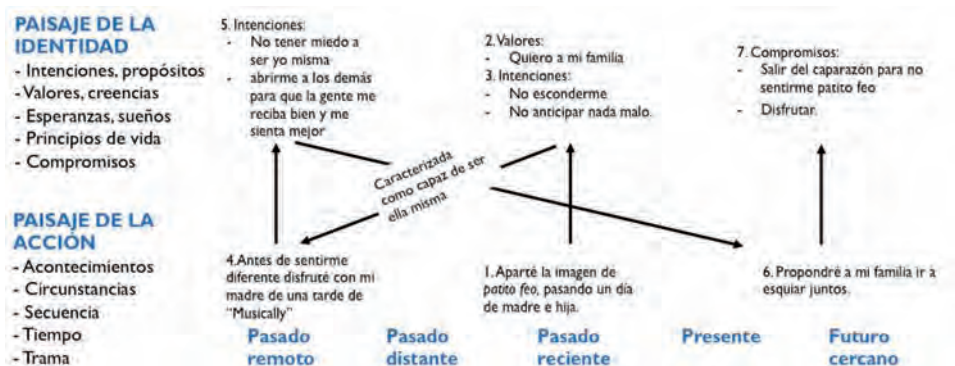 PAISAJE DE LA
IDENTIDAD
- Intenciones, propósitos
- Valores, creencias
- Esperanzas, sueños
- Principios de vida
- Compromisos
5. Intenciones:
- No tener miedo a
ser yo misma
- abrirme a los demás
para que la gente me
reciba bien y me
sienta mejor
2. Valores:
- Quiero a mi familia
3. Intenciones:
- No esconderme
- No anticipar nada malo.
7. Compromisos:
- Salir del caparazón para no
sentirme patito feo
- Disfrutar.
Caracterizada
como capaz de ser
ella misma
PAISAJE DE LA
ACCIÓN
- Acontecimientos
- Circunstancias
- Secuencia
- Tiempo
- Trama
4. Antes de sentirme
diferente disfruté con mi
madre de una tarde de
“Musically”
1. Aparté la imagen de
patito feo, pasando un día
de madre e hija.
6. Propondré a mi familia ir a
esquiar juntos.
Pasado
remoto
Pasado
distante
Pasado
reciente
Presente
Futuro
cercano